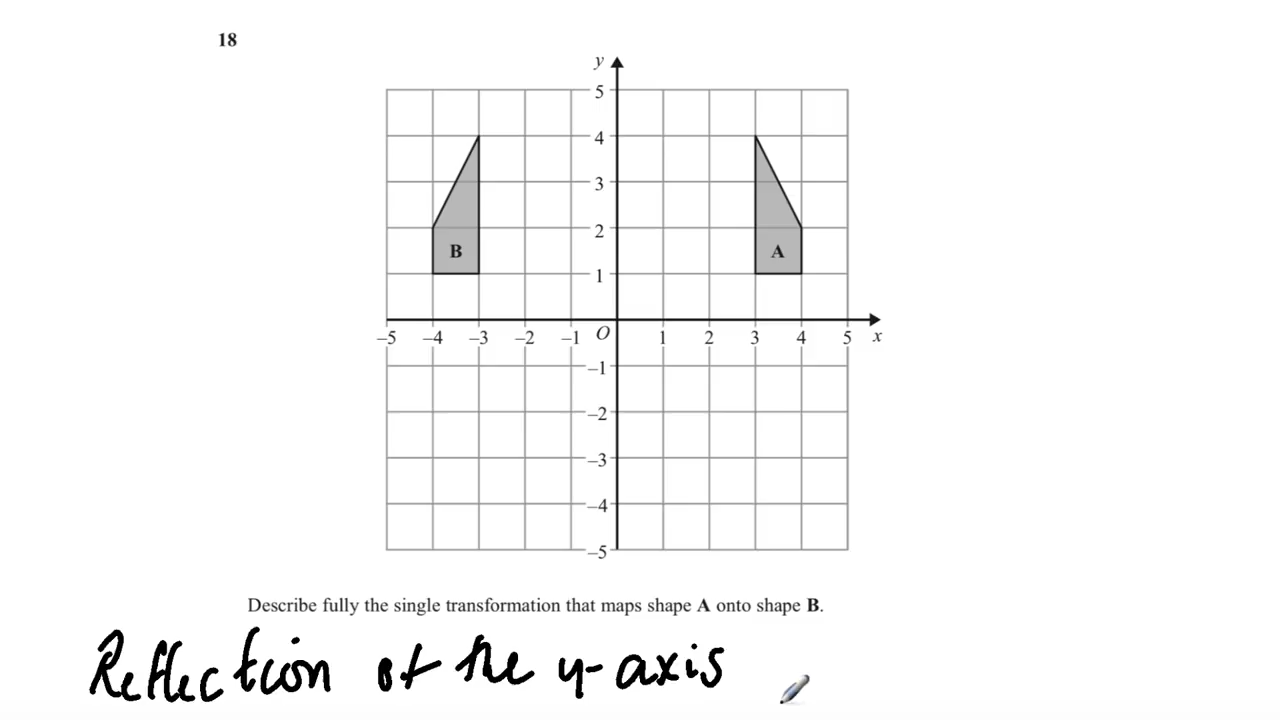 18
y
5
4
3
2
1
B
A
–5 –4 –3 –2 –1 O 1 2 3 4 5 x
–1
–2
–3
–4
–5
Describe fully the single transformation that maps shape A onto shape B.
Reflection of the y-axis